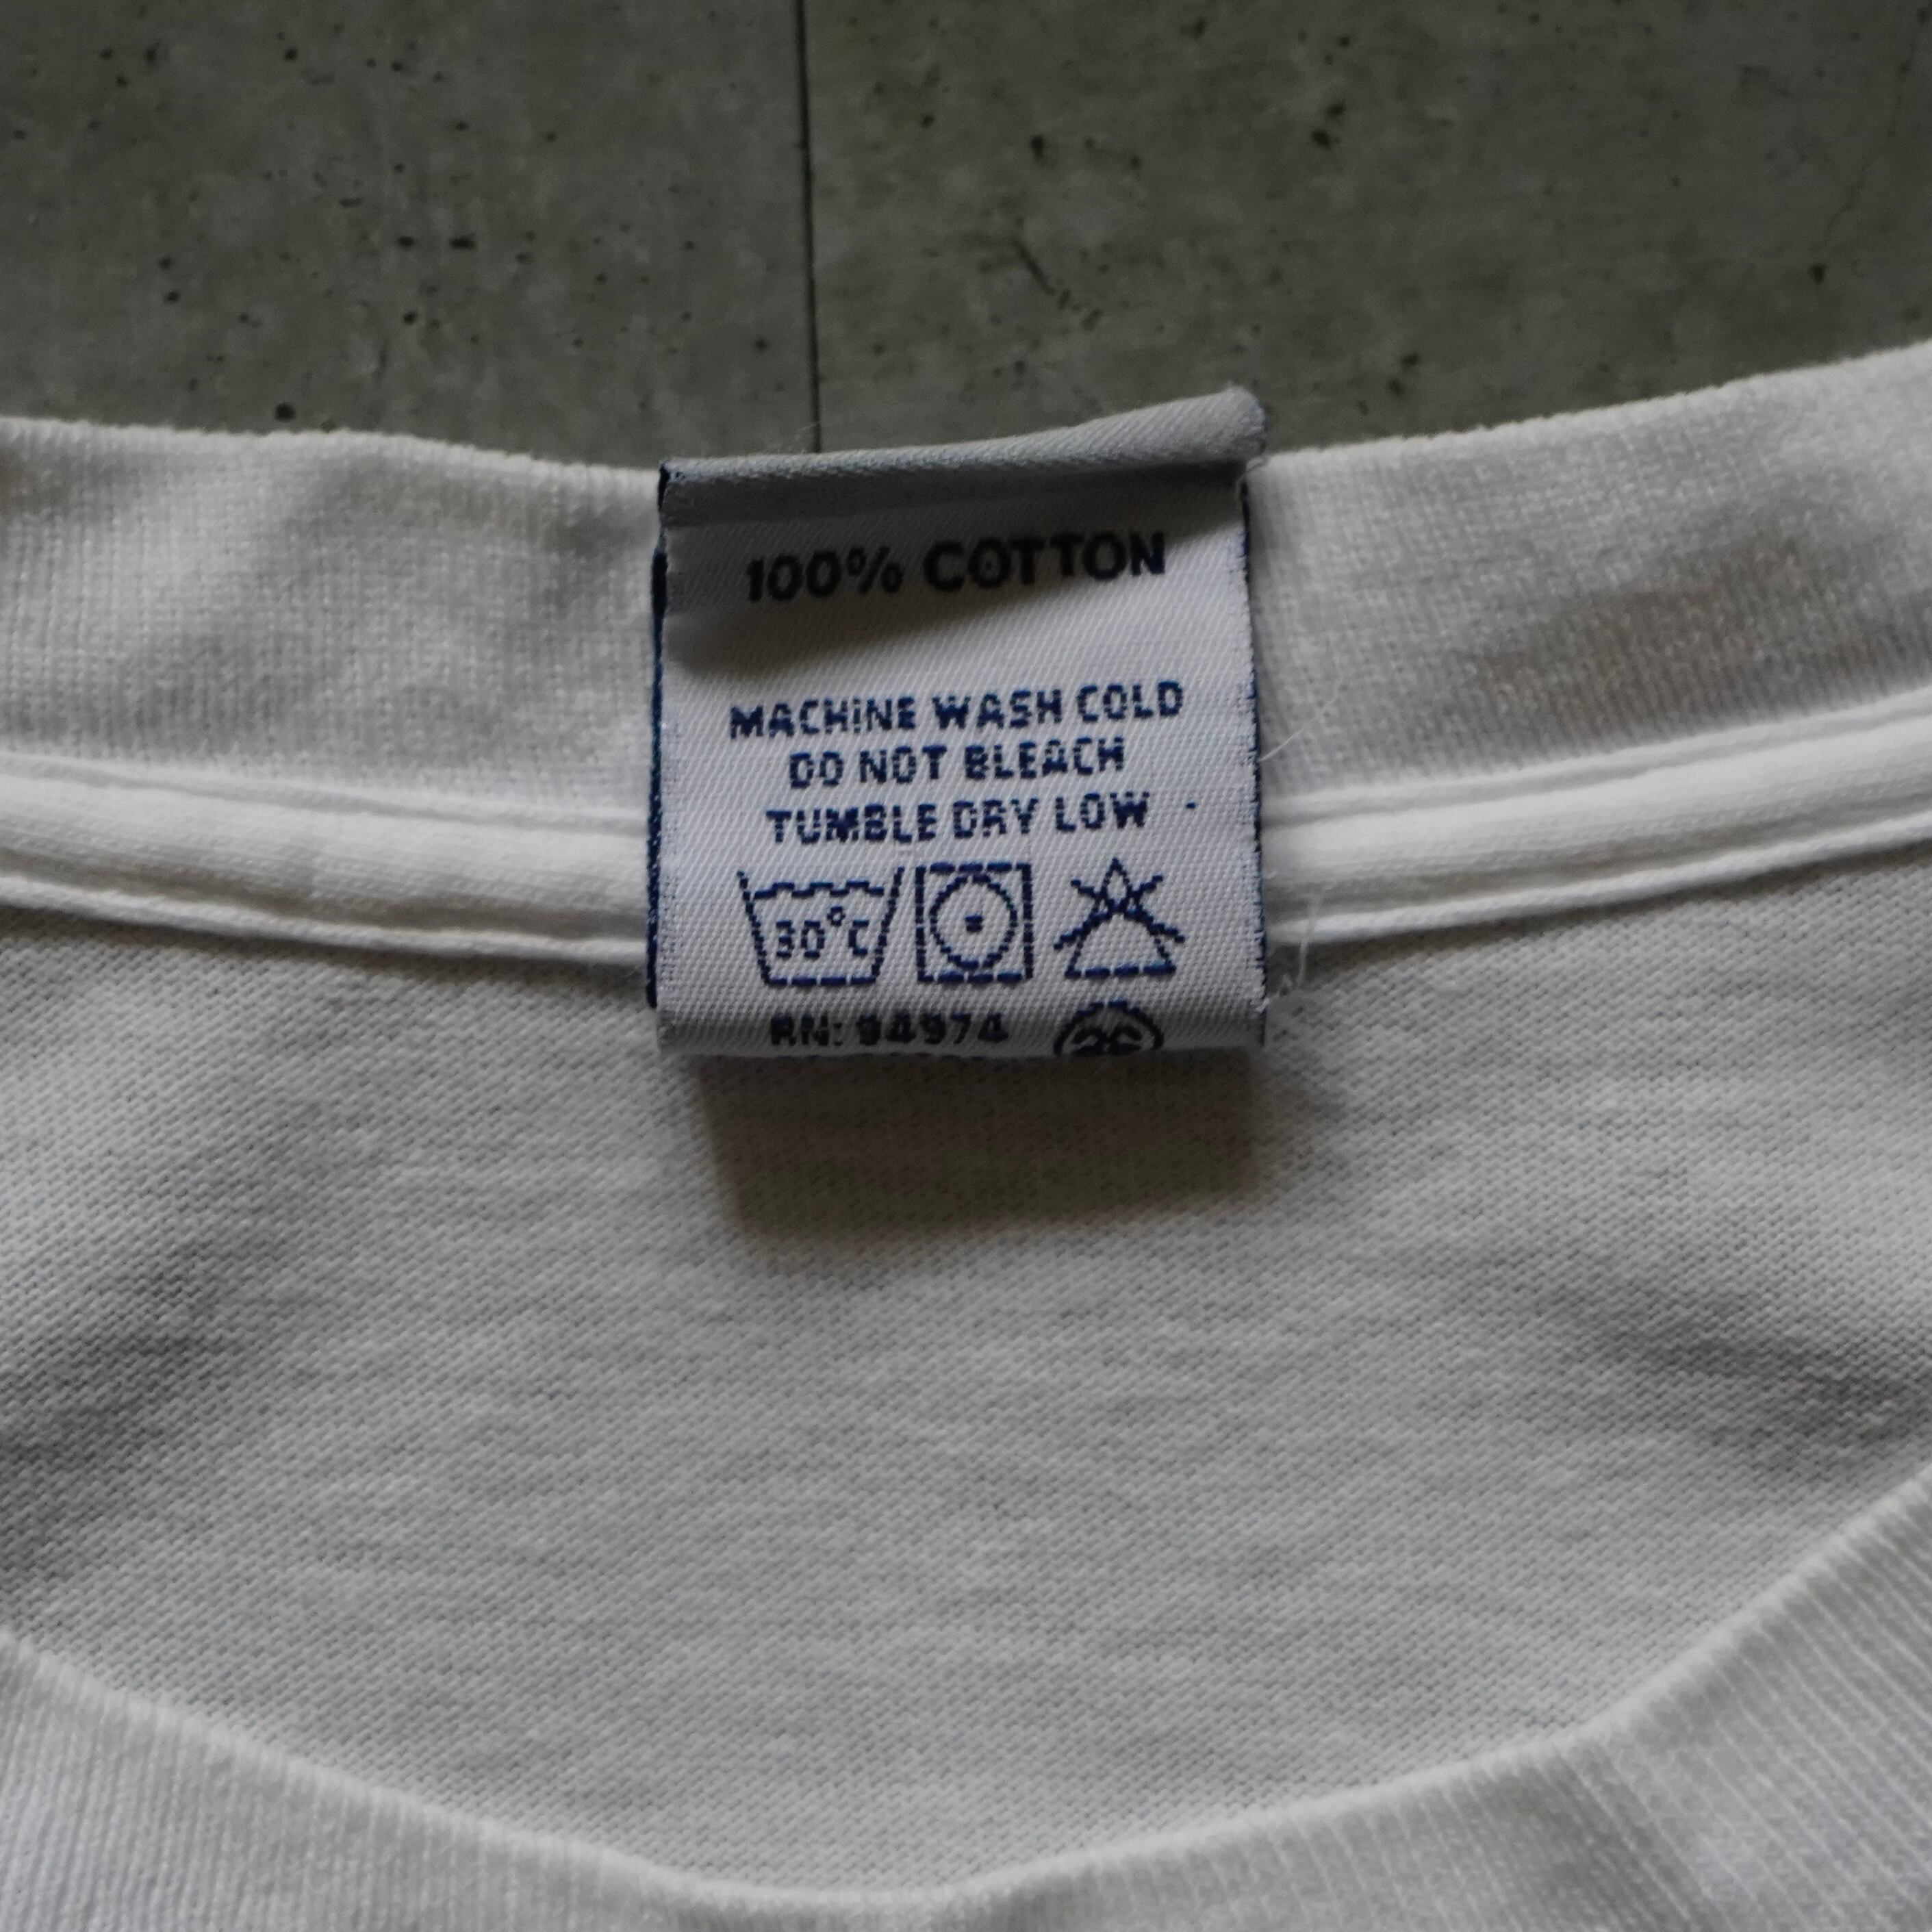 100% COTTON
MACHINE WASH COLD
DO NOT BLEACH
TUMBLE DRY LOW
30°C
RN: 94974